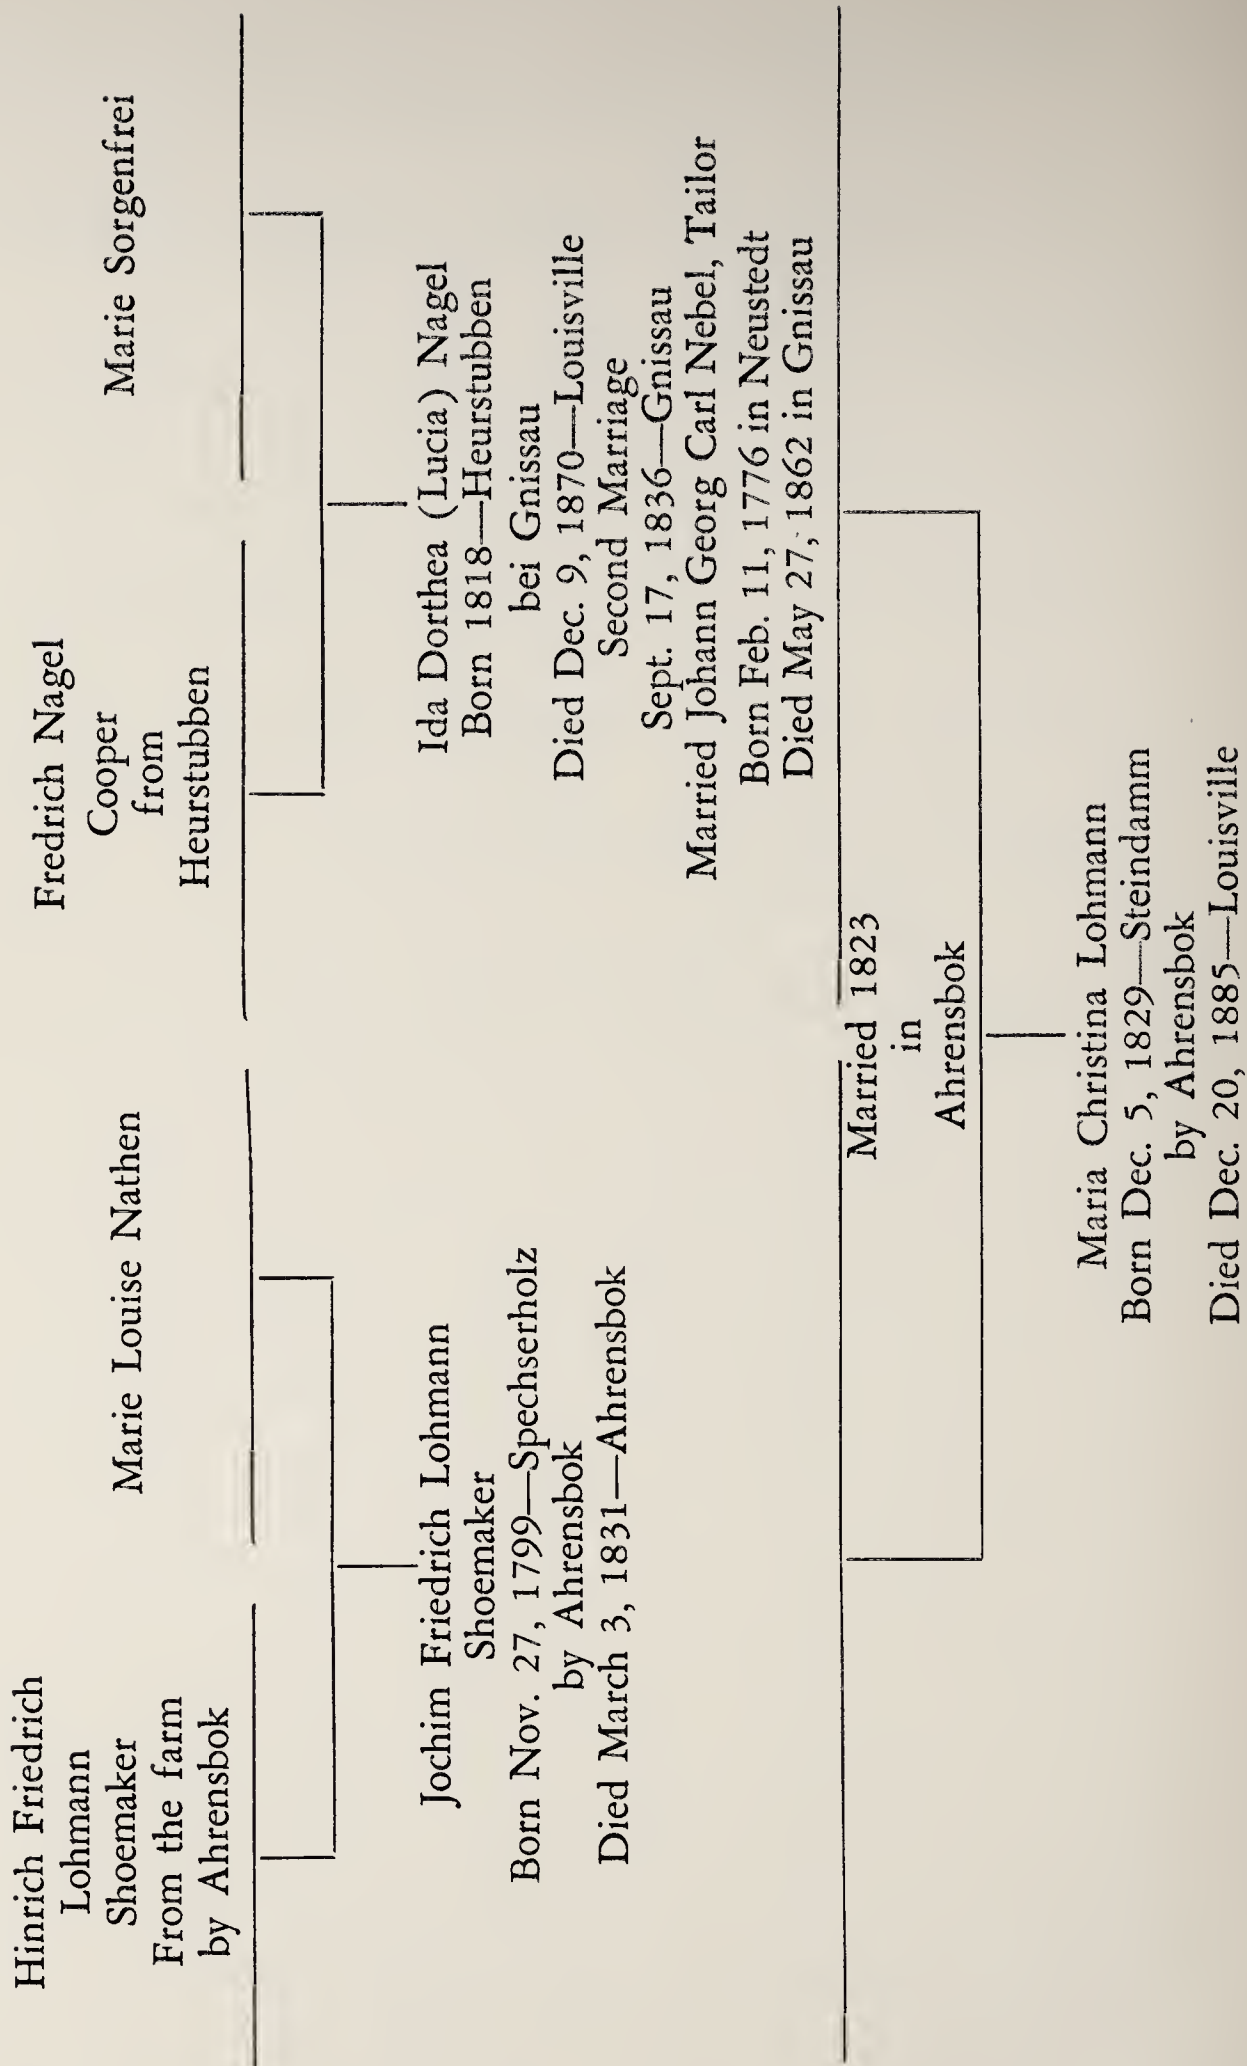 Hinrich Friedrich
Lohmann
Shoemaker
From the farm
by Ahrensbok
Marie Louise Nathen
Fredrich Nagel
Cooper
from
Heurstubben
Marie Sorgenfrei
Jochim Friedrich Lohmann
Shoemaker
Born Nov. 27, 1799—Spechserholz
by Ahrensbok
Died March 3, 1831—Ahrensbok
Ida Dorthea (Lucia) Nagel
Born 1818—Heurstubben
bei Gnissau
Died Dec. 9, 1870—Louisville
Second Marriage
Sept. 17, 1836—Gnissau
Married Johann Georg Carl Nebel, Tailor
Born Feb. 11, 1776 in Neustedt
Died May 27, 1862 in Gnissau
Married 1823
in
Ahrensbok
Maria Christina Lohmann
Born Dec. 5, 1829—Steindamm
by Ahrensbok
Died Dec. 20, 1885—Louisville